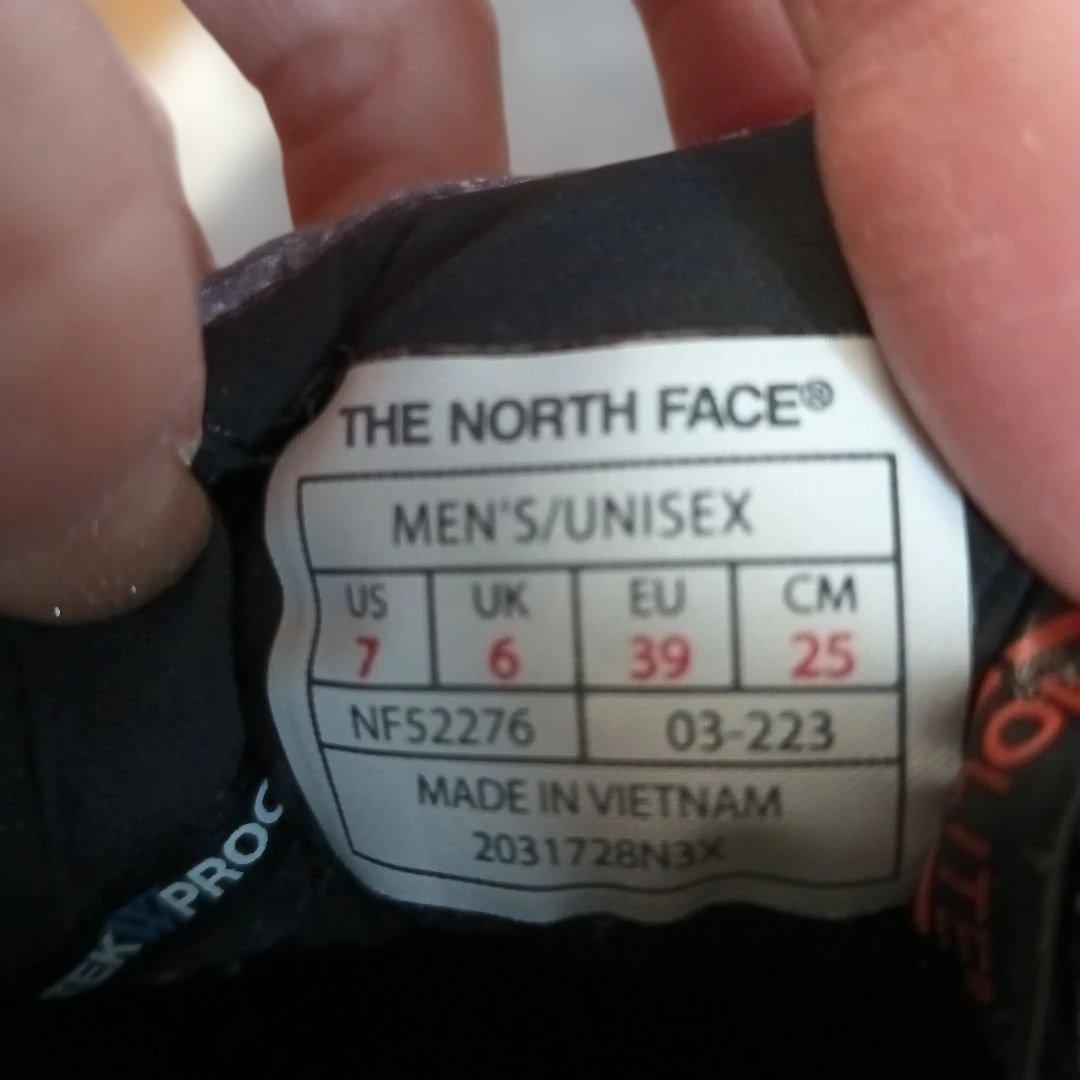 THE NORTH FACE®
MEN'S/UNISEX
US UK EU CM
7 6 39 25
NF52276 03-223
MADE IN VIETNAM
2031728N3X
TEKWPROC